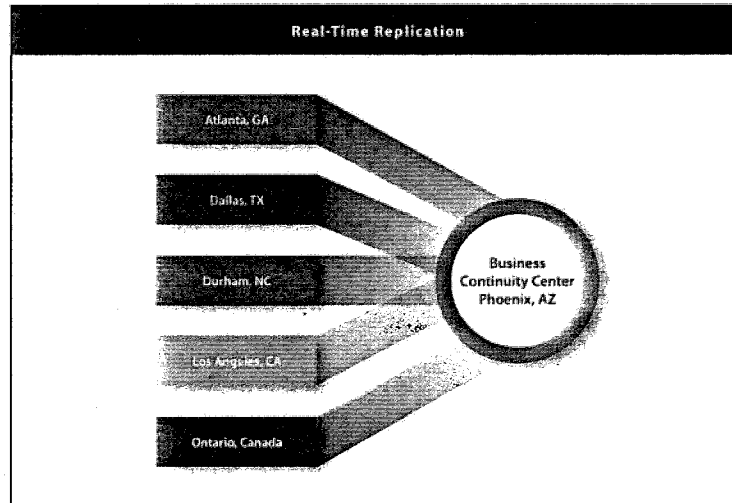 Real-Time Replication
Atlanta, GA
Dallas, TX
Durham, NC
Los Angeles, CA
Ontario, Canada
Business
Continuity Center
Phoenix, AZ